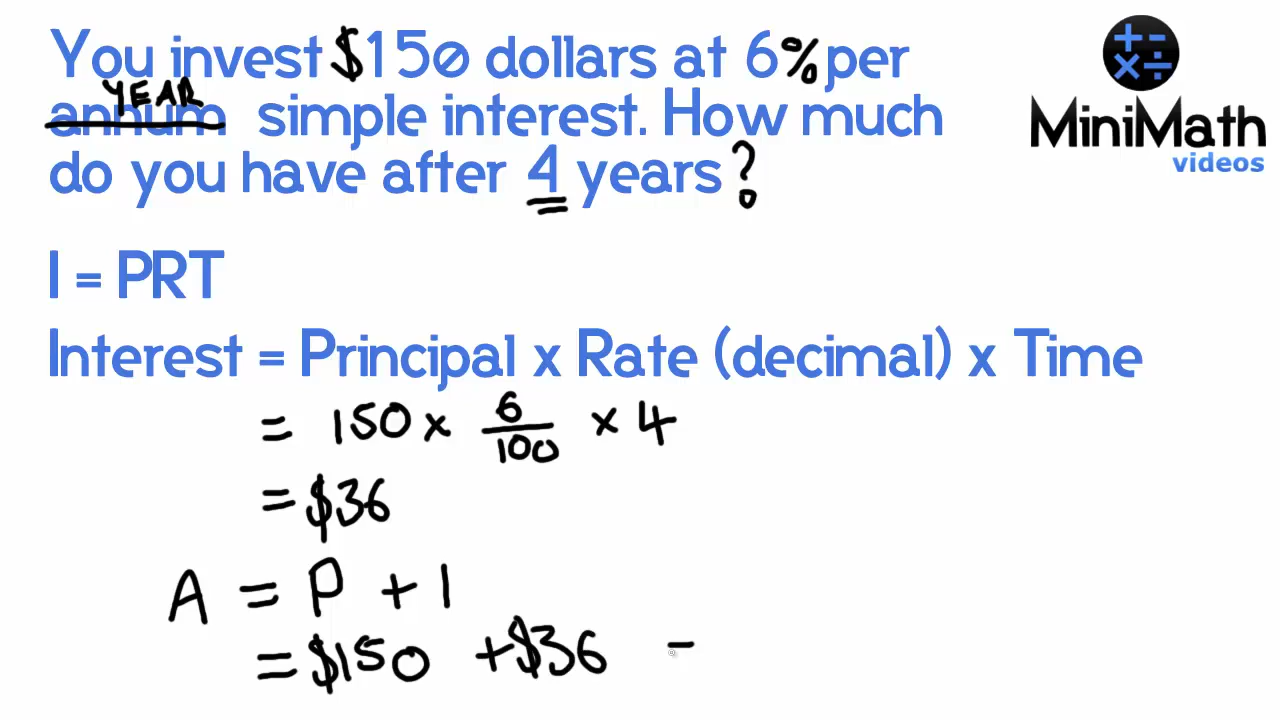 You invest $150 dollars at 6% per
YEAR
annum simple interest. How much
do you have after 4 years?
I = PRT
Interest = Principal x Rate (decimal) x Time
= 150 x 6/100 x 4
= $36
A = P + I
= $150 + $36 -
+ - × ÷
MiniMath
videos